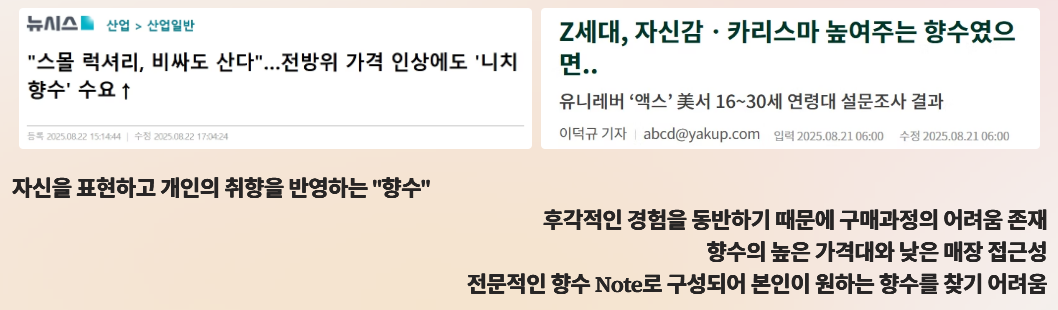 뉴시스 산업 > 산업일반
"스몰 럭셔리, 비싸도 산다"...전방위 가격 인상에도 '니치
향수' 수요↑
등록 2025.08.22 15:14:44 | 수정 2025.08.22 17:04:24
Z세대, 자신감·카리스마 높여주는 향수였으
면..
유니레버 ‘액스’ 美서 16~30세 연령대 설문조사 결과
이덕규 기자 | abcd@yakup.com 입력 2025.08.21 06:00 수정 2025.08.21 06:00
자신을 표현하고 개인의 취향을 반영하는 "향수"
후각적인 경험을 동반하기 때문에 구매과정의 어려움 존재
향수의 높은 가격대와 낮은 매장 접근성
전문적인 향수 Note로 구성되어 본인이 원하는 향수를 찾기 어려움